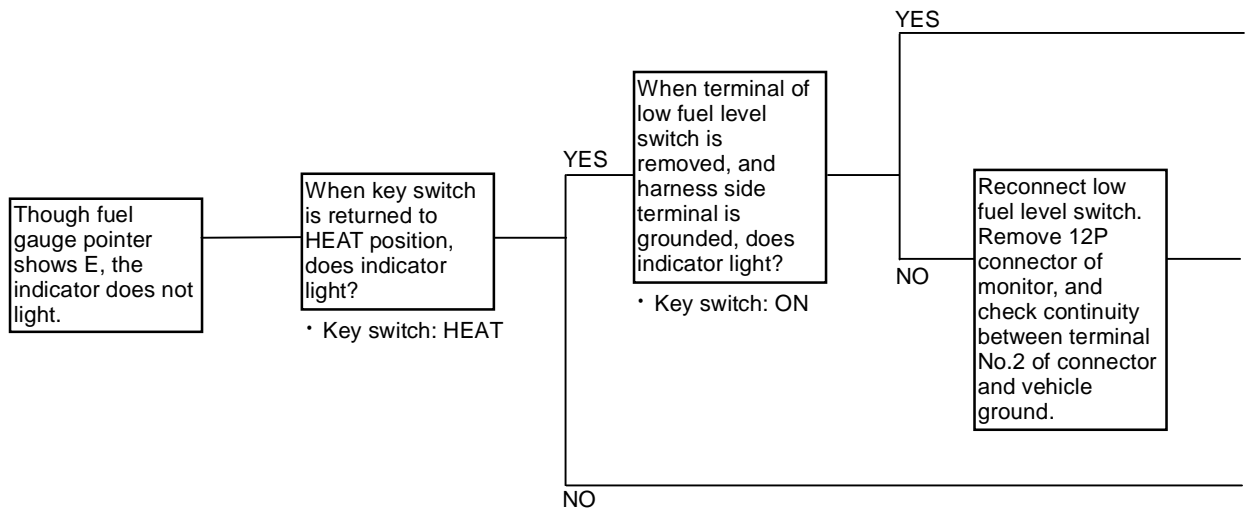 Though fuel
gauge pointer
shows E, the
indicator does not
light.
When key switch
is returned to
HEAT position,
does indicator
light?
・ Key switch: HEAT
YES
NO
When terminal of
low fuel level
switch is
removed, and
harness side
terminal is
grounded, does
indicator light?
・ Key switch: ON
YES
NO
Reconnect low
fuel level switch.
Remove 12P
connector of
monitor, and
check continuity
between terminal
No.2 of connector
and vehicle
ground.